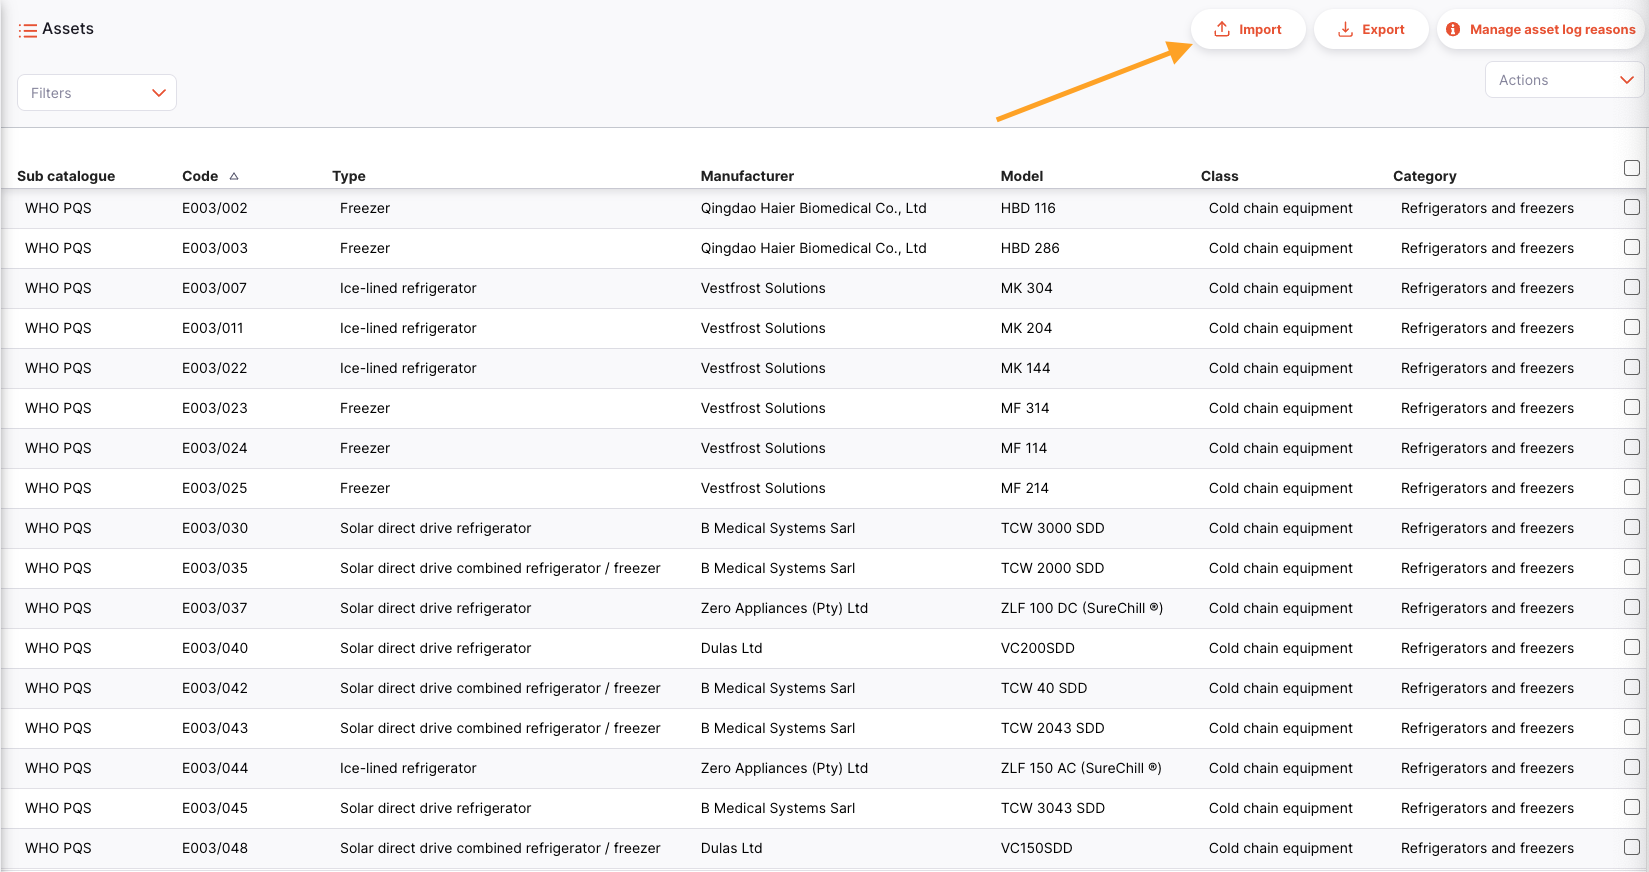 Assets
Import
Export
Manage asset log reasons
Filters
Actions
Sub catalogue Code Type Manufacturer Model Class Category
WHO PQS E003/002 Freezer Qingdao Haier Biomedical Co., Ltd HBD 116 Cold chain equipment Refrigerators and freezers
WHO PQS E003/003 Freezer Qingdao Haier Biomedical Co., Ltd HBD 286 Cold chain equipment Refrigerators and freezers
WHO PQS E003/007 Ice-lined refrigerator Vestfrost Solutions MK 304 Cold chain equipment Refrigerators and freezers
WHO PQS E003/011 Ice-lined refrigerator Vestfrost Solutions MK 204 Cold chain equipment Refrigerators and freezers
WHO PQS E003/022 Ice-lined refrigerator Vestfrost Solutions MK 144 Cold chain equipment Refrigerators and freezers
WHO PQS E003/023 Freezer Vestfrost Solutions MF 314 Cold chain equipment Refrigerators and freezers
WHO PQS E003/024 Freezer Vestfrost Solutions MF 114 Cold chain equipment Refrigerators and freezers
WHO PQS E003/025 Freezer Vestfrost Solutions MF 214 Cold chain equipment Refrigerators and freezers
WHO PQS E003/030 Solar direct drive refrigerator B Medical Systems Sarl TCW 3000 SDD Cold chain equipment Refrigerators and freezers
WHO PQS E003/035 Solar direct drive combined refrigerator / freezer B Medical Systems Sarl TCW 2000 SDD Cold chain equipment Refrigerators and freezers
WHO PQS E003/037 Solar direct drive refrigerator Zero Appliances (Pty) Ltd ZLF 100 DC (SureChill ®) Cold chain equipment Refrigerators and freezers
WHO PQS E003/040 Solar direct drive refrigerator Dulas Ltd VC200SDD Cold chain equipment Refrigerators and freezers
WHO PQS E003/042 Solar direct drive combined refrigerator / freezer B Medical Systems Sarl TCW 40 SDD Cold chain equipment Refrigerators and freezers
WHO PQS E003/043 Solar direct drive combined refrigerator / freezer B Medical Systems Sarl TCW 2043 SDD Cold chain equipment Refrigerators and freezers
WHO PQS E003/044 Ice-lined refrigerator Zero Appliances (Pty) Ltd ZLF 150 AC (SureChill ®) Cold chain equipment Refrigerators and freezers
WHO PQS E003/045 Solar direct drive refrigerator B Medical Systems Sarl TCW 3043 SDD Cold chain equipment Refrigerators and freezers
WHO PQS E003/048 Solar direct drive combined refrigerator / freezer Dulas Ltd VC150SDD Cold chain equipment Refrigerators and freezers